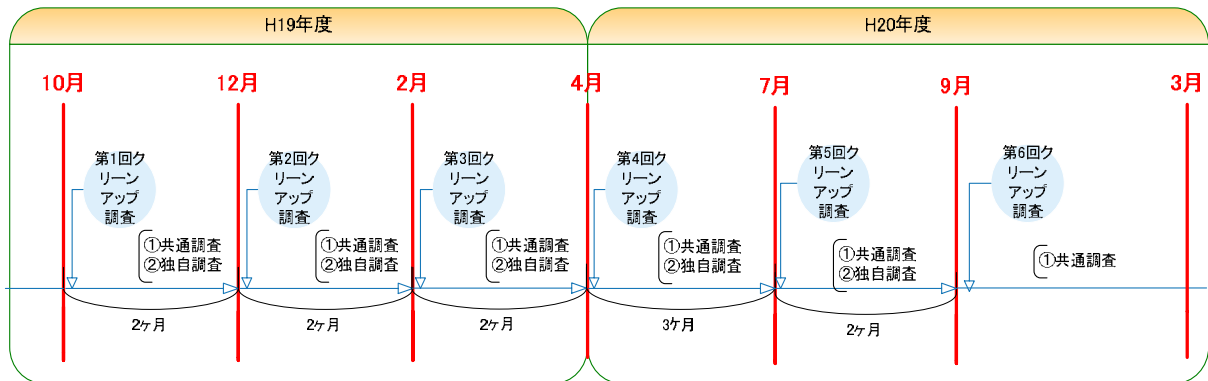 H19年度
H20年度
10月
12月
2月
4月
7月
9月
3月
第1回ク
リーン
アップ
調査
第2回ク
リーン
アップ
調査
第3回ク
リーン
アップ
調査
第4回ク
リーン
アップ
調査
第5回ク
リーン
アップ
調査
第6回ク
リーン
アップ
調査
①共通調査
②独自調査
①共通調査
②独自調査
①共通調査
②独自調査
①共通調査
②独自調査
①共通調査
②独自調査
①共通調査
2ヶ月
2ヶ月
2ヶ月
3ヶ月
2ヶ月